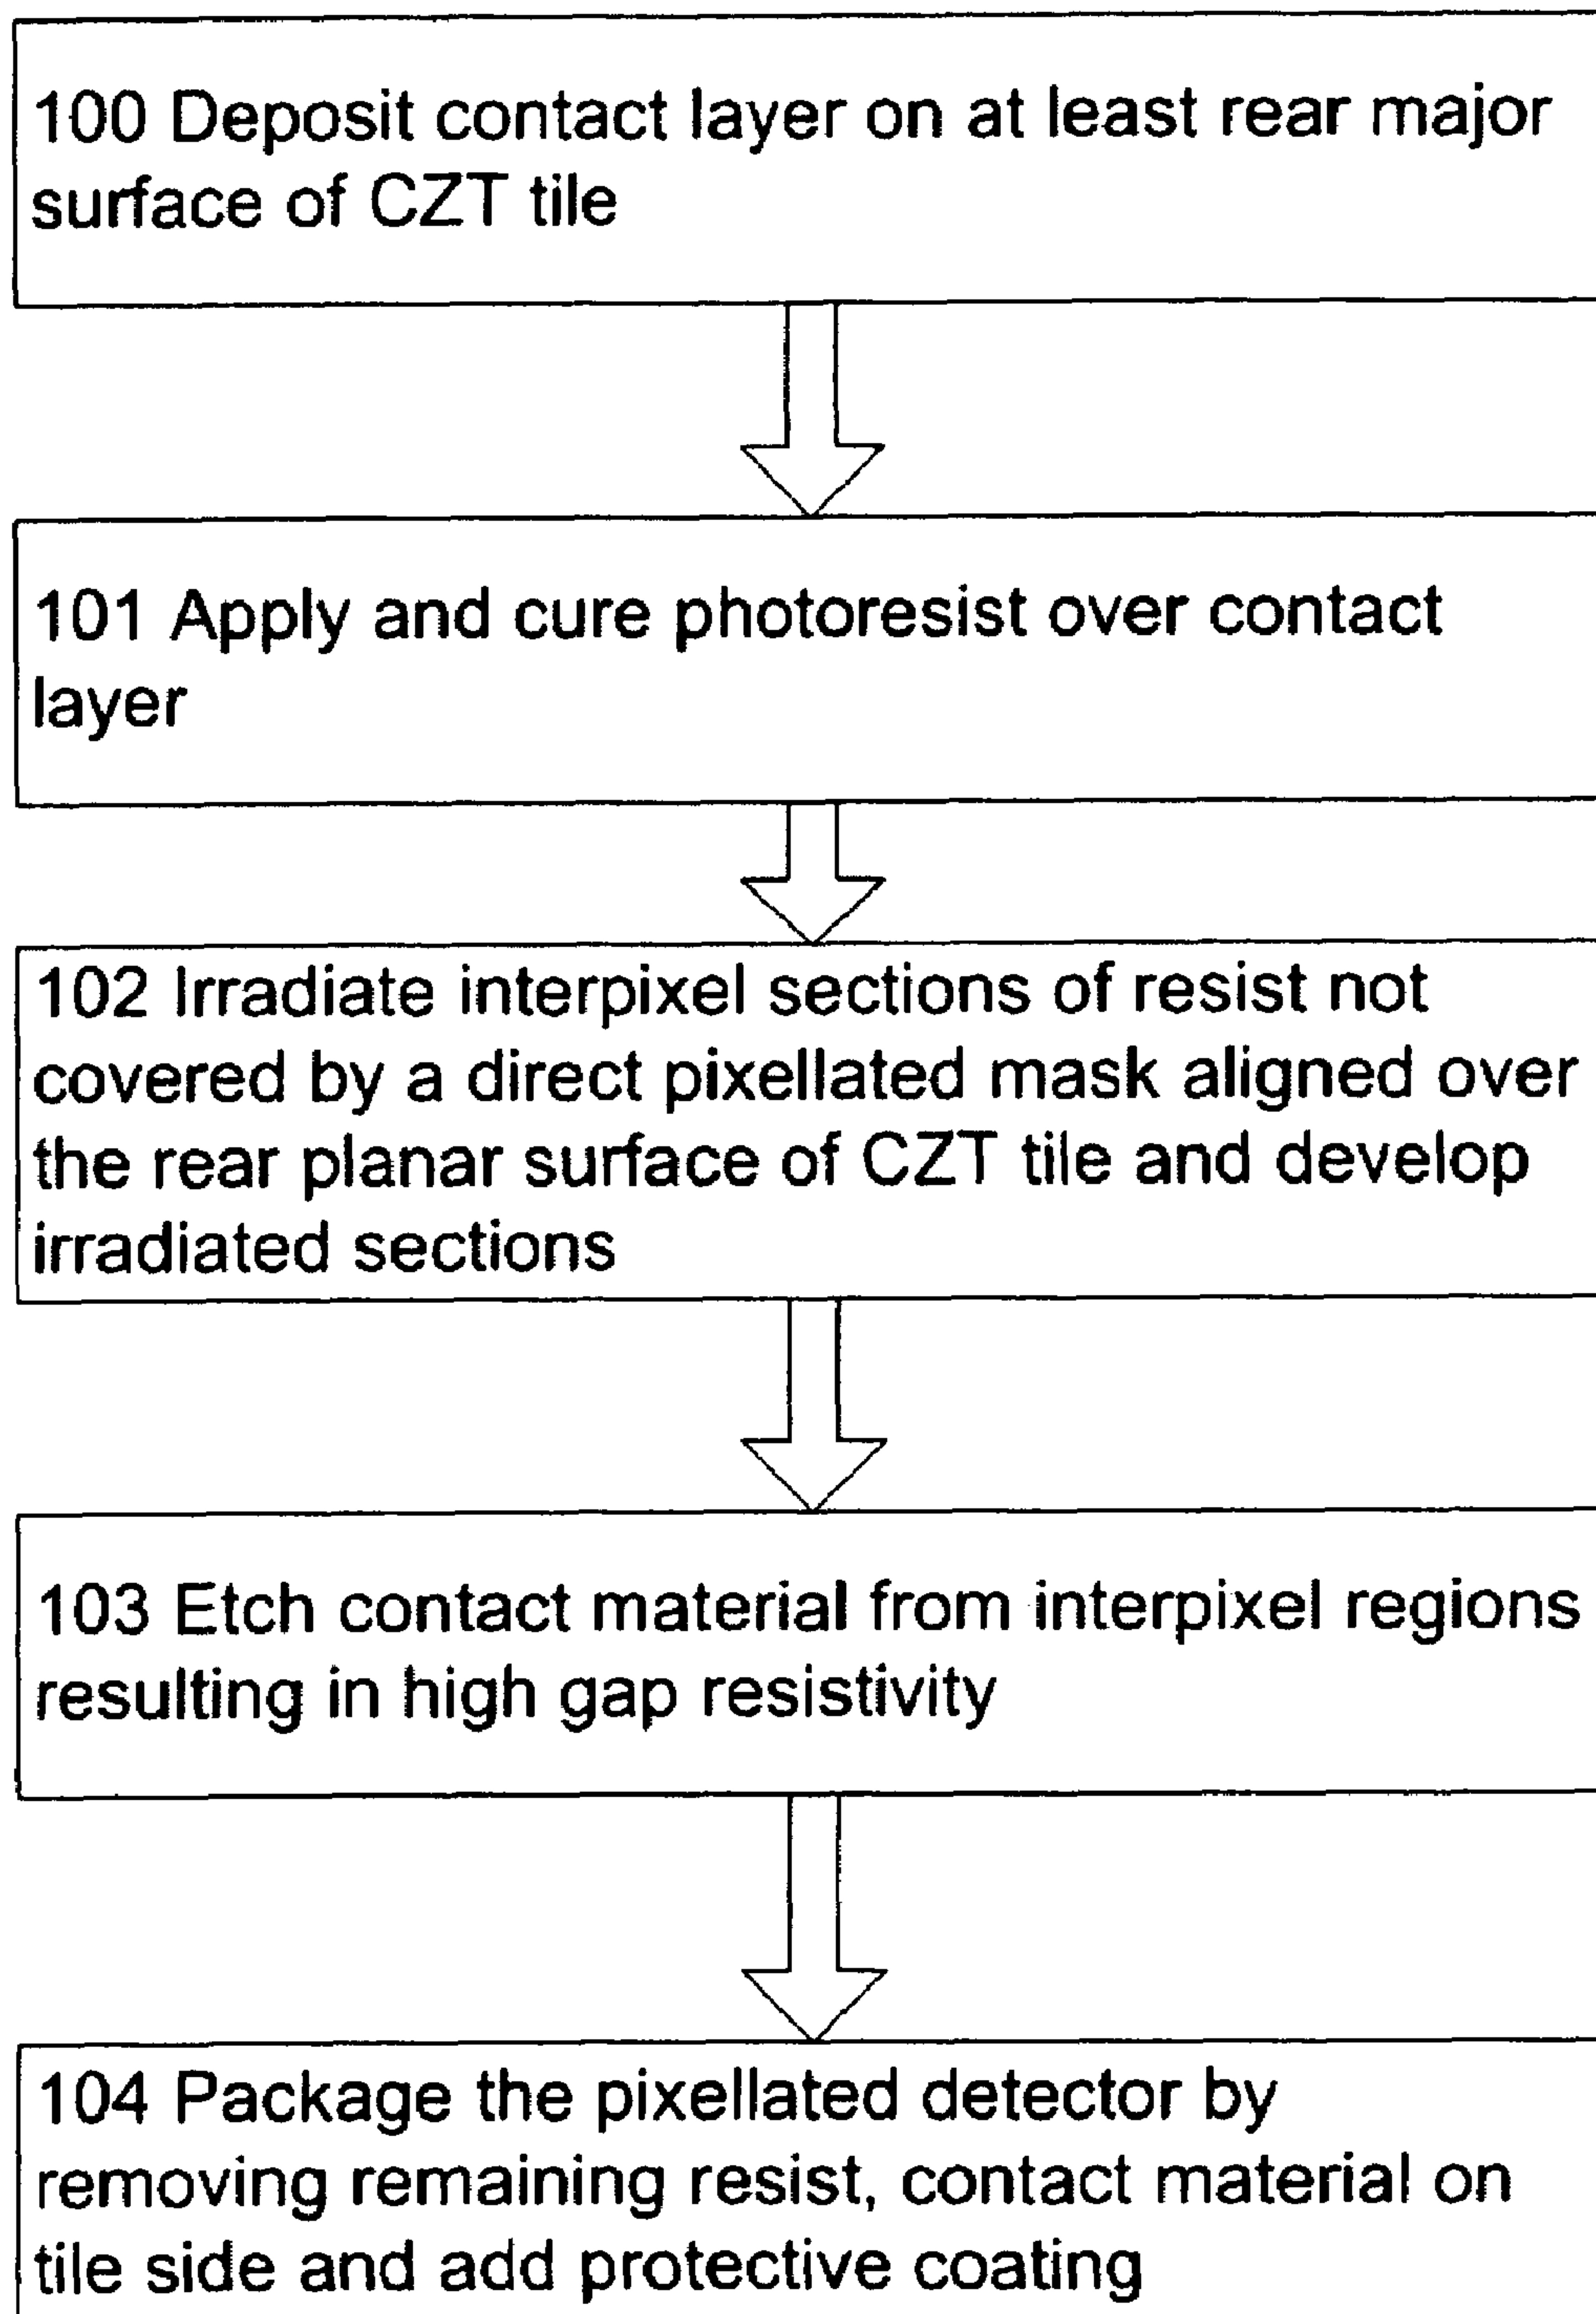 100 Deposit contact layer on at least rear major
surface of CZT tile
101 Apply and cure photoresist over contact
layer
102 Irradiate interpixel sections of resist not
covered by a direct pixellated mask aligned over
the rear planar surface of CZT tile and develop
irradiated sections
103 Etch contact material from interpixel regions
resulting in high gap resistivity
104 Package the pixellated detector by
removing remaining resist, contact material on
tile side and add protective coating